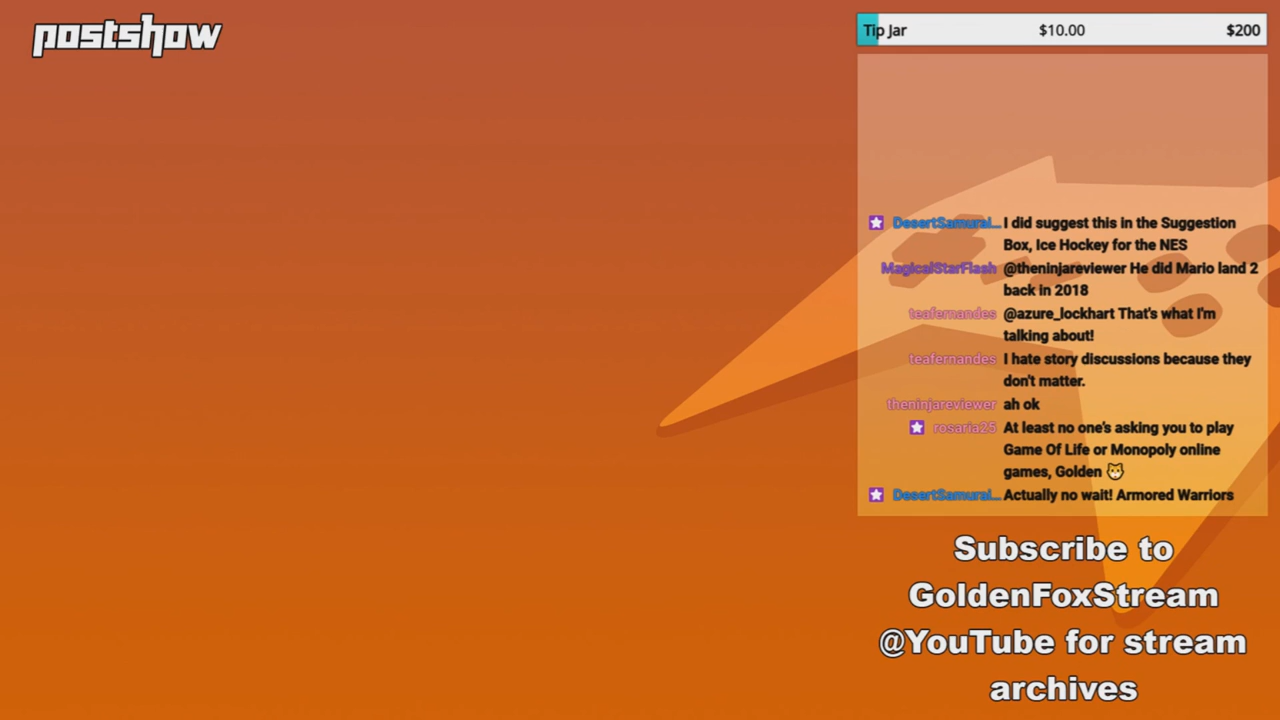 postshow
Tip Jar $10.00 $200
DesertSamurai... I did suggest this in the Suggestion
Box, Ice Hockey for the NES
MagicalStarFlash @theninjareviewer He did Mario land 2
back in 2018
teafernandes @azure_lockhart That's what I'm
talking about!
teafernandes I hate story discussions because they
don't matter.
theninjareviewer ah ok
rosaria25 At least no one's asking you to play
Game Of Life or Monopoly online
games, Golden
DesertSamurai... Actually no wait! Armored Warriors
Subscribe to
GoldenFoxStream
@YouTube for stream
archives